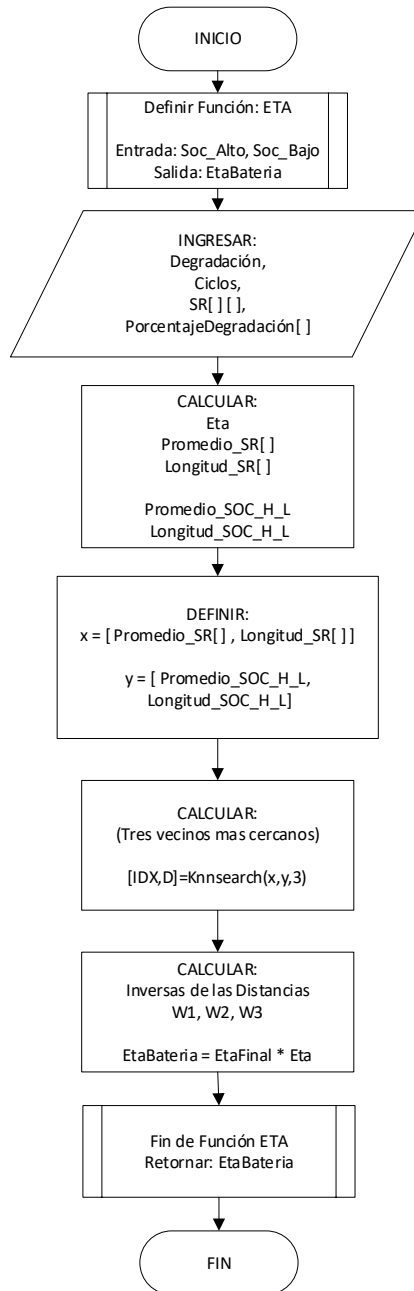 INICIO
Definir Función: ETA
Entrada: Soc_Alto, Soc_Bajo
Salida: EtaBateria
INGRESAR:
Degradación,
Ciclos,
SR[ ] [ ],
PorcentajeDegradación[ ]
CALCULAR:
Eta
Promedio_SR[ ]
Longitud_SR[ ]
Promedio_SOC_H_L
Longitud_SOC_H_L
DEFINIR:
x = [ Promedio_SR[] , Longitud_SR[ ] ]
y = [ Promedio_SOC_H_L,
Longitud_SOC_H_L]
CALCULAR:
(Tres vecinos mas cercanos)
[IDX,D]=Knnsearch(x,y,3)
CALCULAR:
Inversas de las Distancias
W1, W2, W3
EtaBateria = EtaFinal * Eta
Fin de Función ETA
Retornar: EtaBateria
FIN